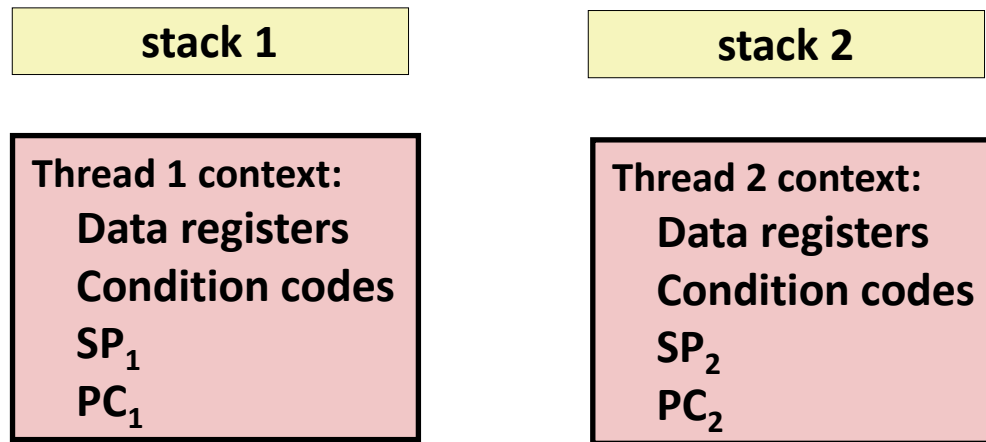 stack 1
Thread 1 context:
Data registers
Condition codes
SP₁
PC₁
stack 2
Thread 2 context:
Data registers
Condition codes
SP₂
PC₂